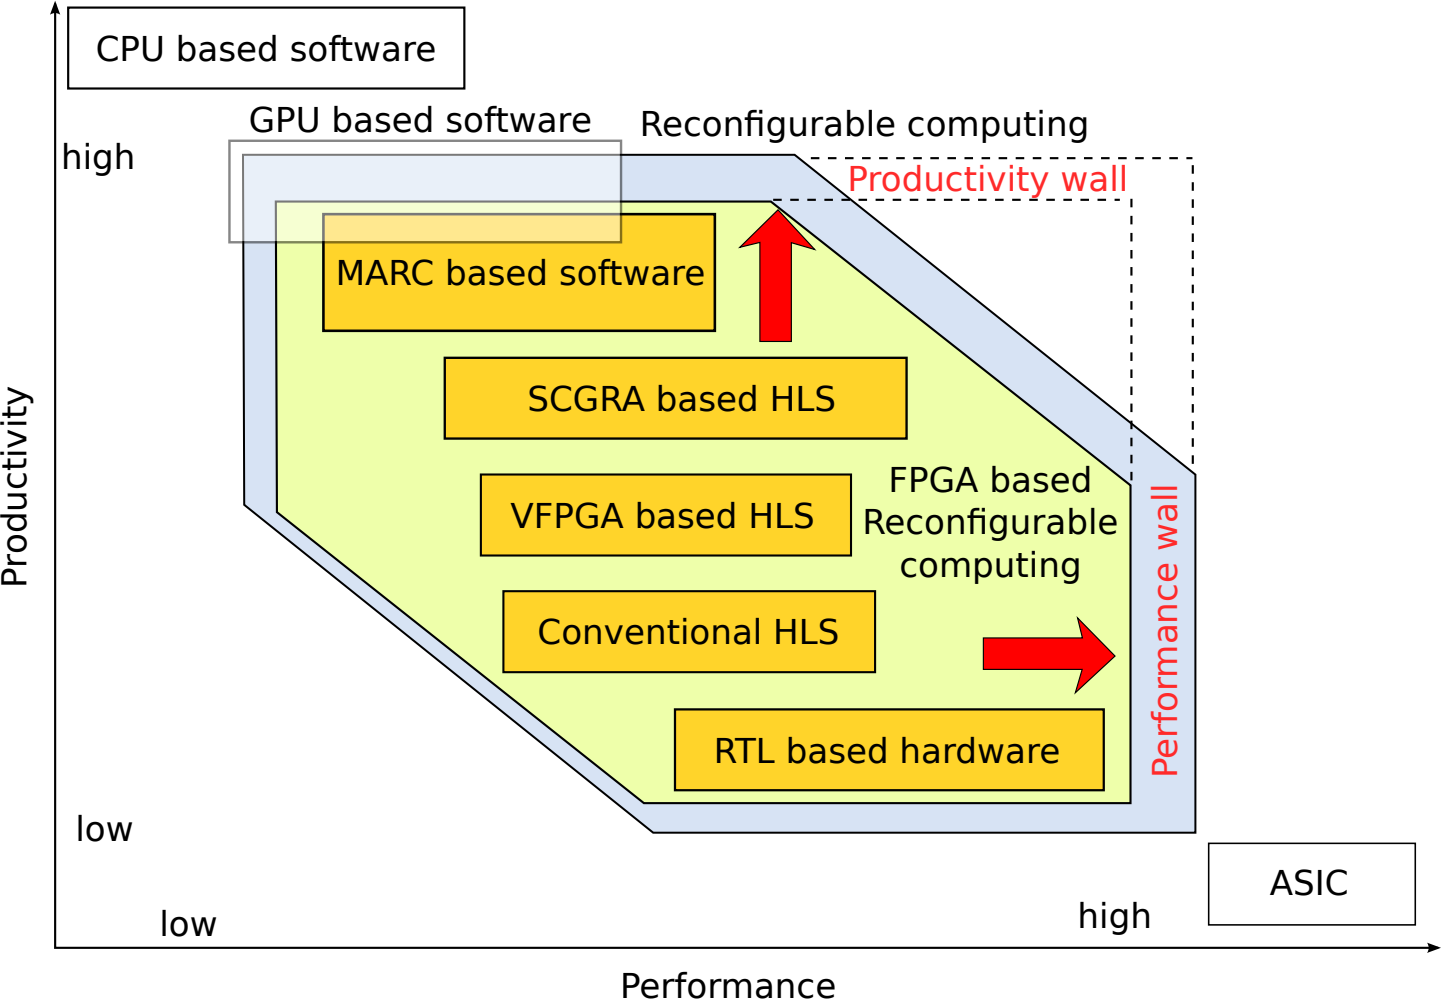 CPU based software
GPU based software
Reconfigurable computing
high
Productivity wall
MARC based software
SCGRA based HLS
FPGA based
Reconfigurable
computing
VFPGA based HLS
Conventional HLS
Performance wall
RTL based hardware
Productivity
low
ASIC
low
high
Performance